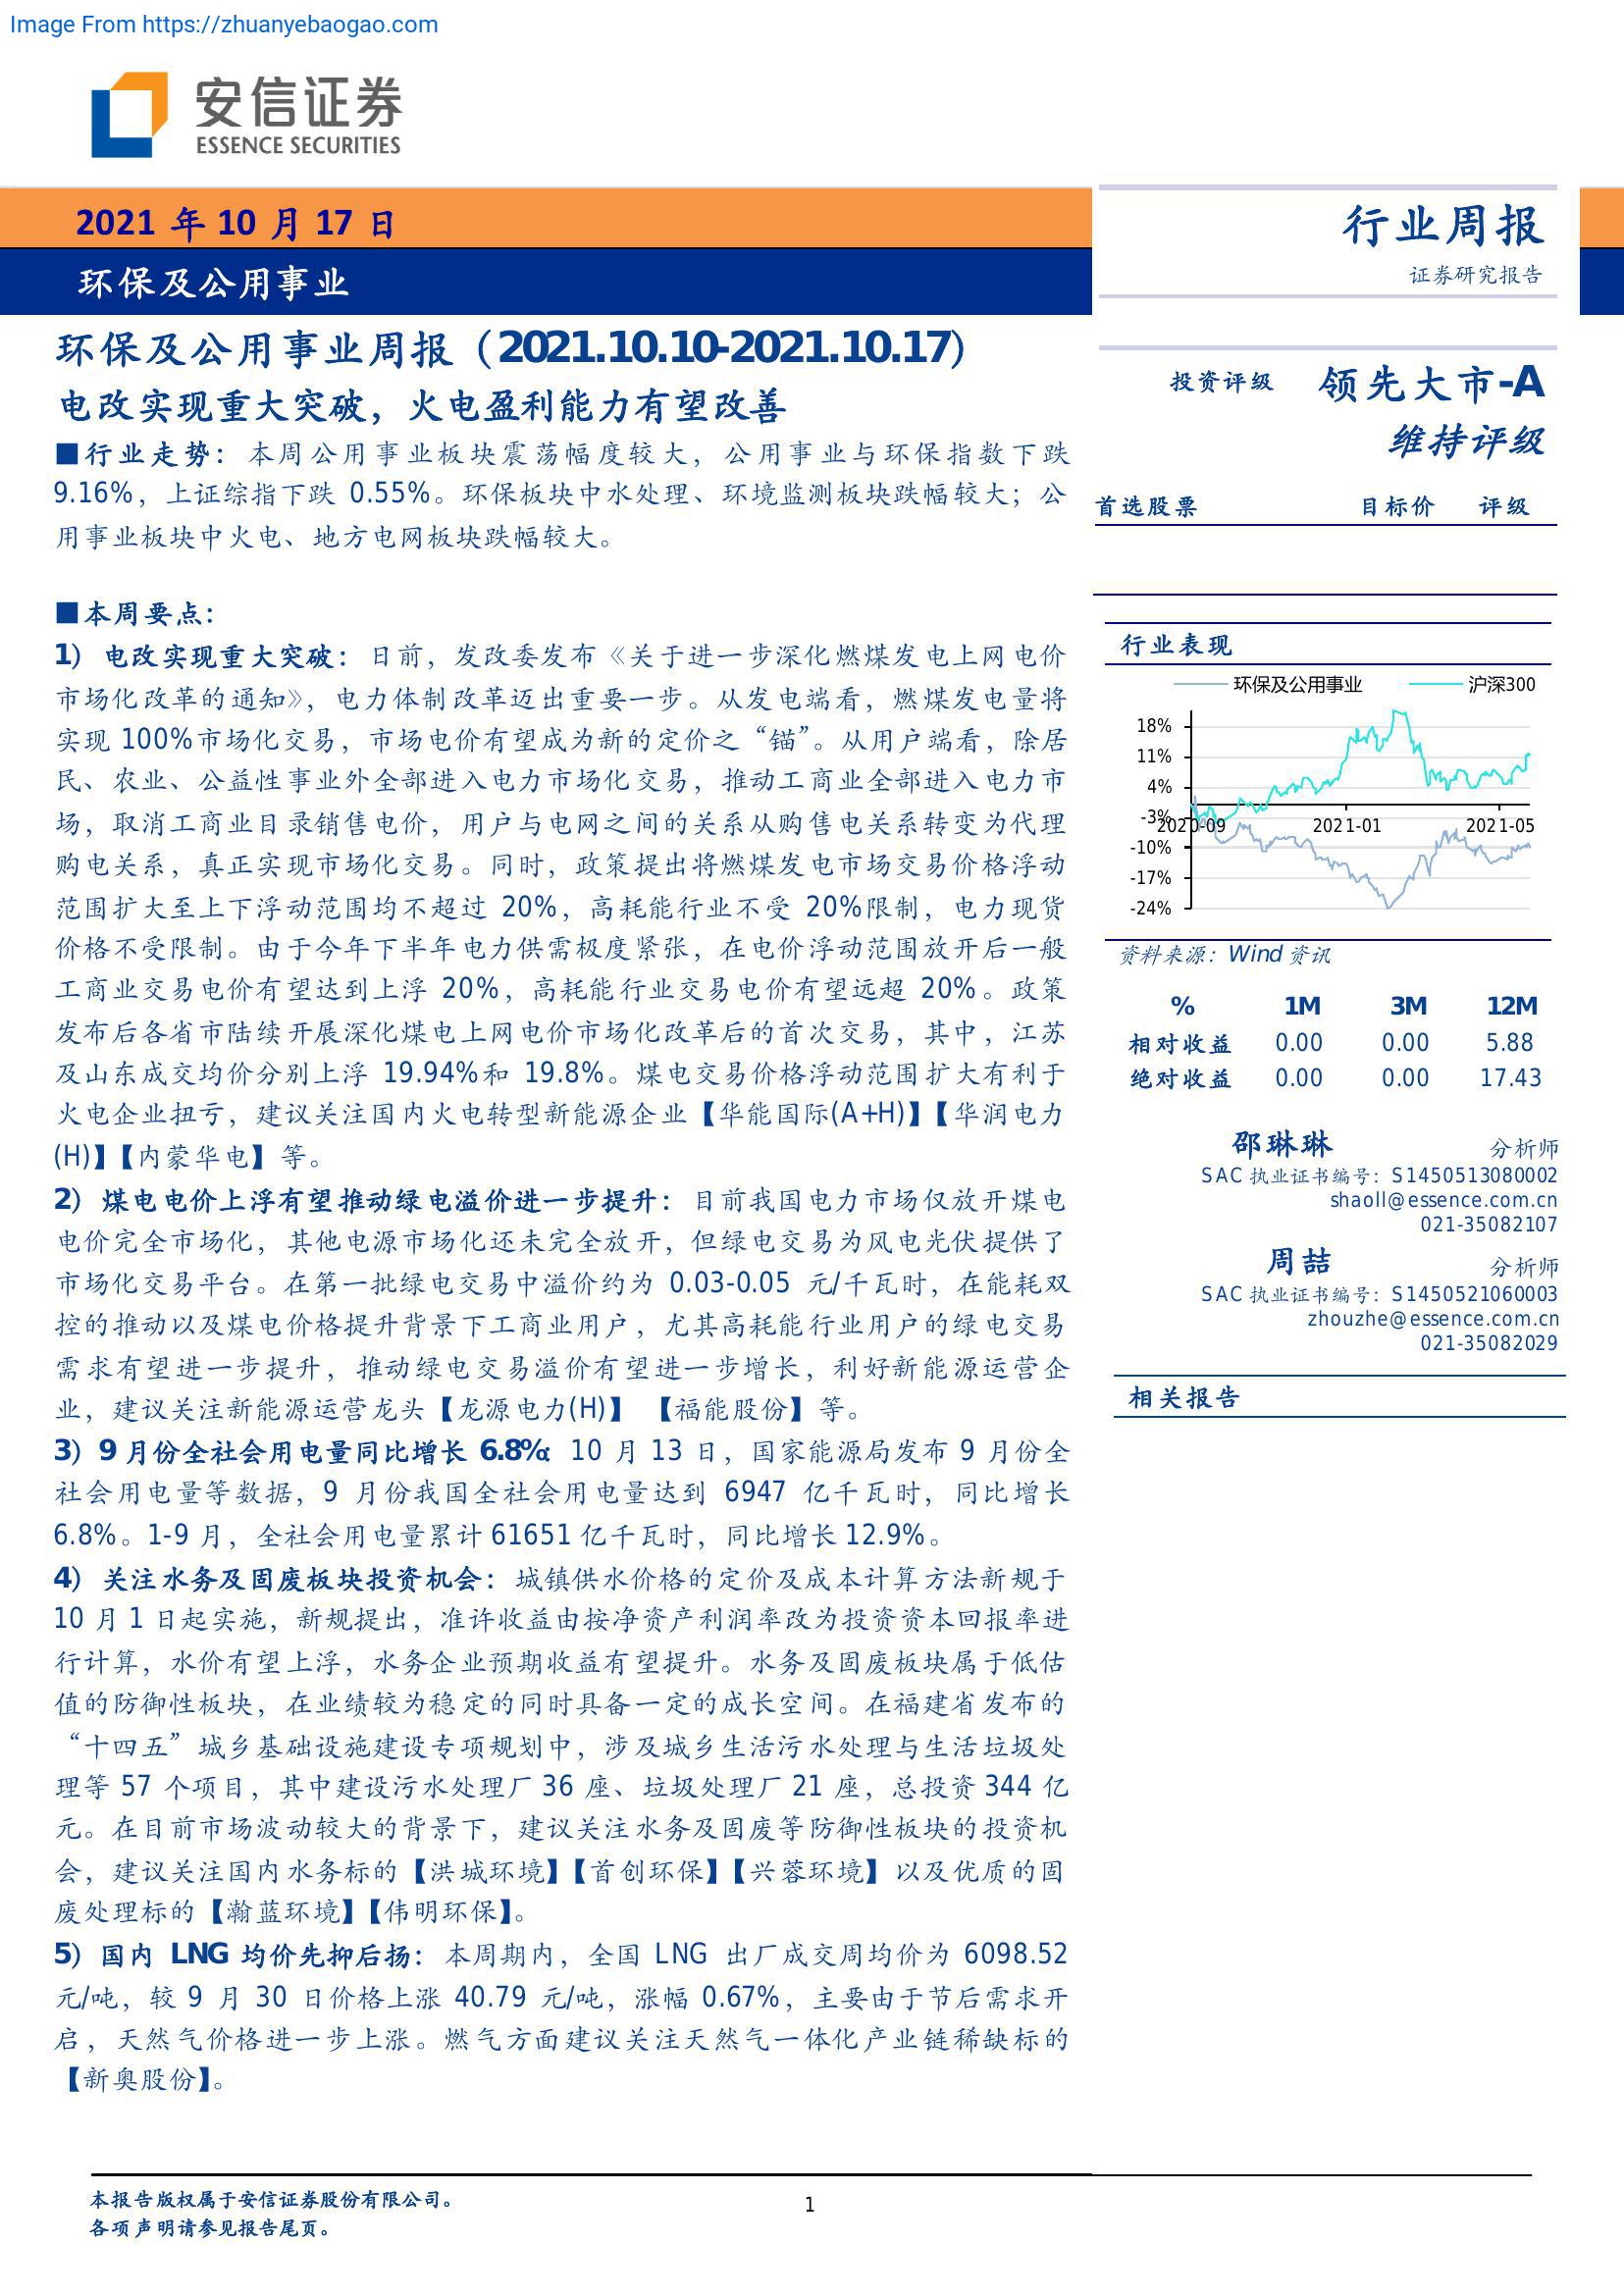 Image From https://zhuanyebaogao.com
安信证券
ESSENCE SECURITIES
2021 年 10 月 17 日
环保及公用事业
行业周报
证券研究报告
环保及公用事业周报（2021.10.10-2021.10.17）
电改实现重大突破，火电盈利能力有望改善
■行业走势：本周公用事业板块震荡幅度较大，公用事业与环保指数下跌
9.16%，上证综指下跌 0.55%。环保板块中水处理、环境监测板块跌幅较大；公
用事业板块中火电、地方电网板块跌幅较大。
■本周要点：
1）电改实现重大突破：日前，发改委发布《关于进一步深化燃煤发电上网电价
市场化改革的通知》，电力体制改革迈出重要一步。从发电端看，燃煤发电量将
实现 100%市场化交易，市场电价有望成为新的定价之“锚”。从用户端看，除居
民、农业、公益性事业外全部进入电力市场化交易，推动工商业全部进入电力市
场，取消工商业目录销售电价，用户与电网之间的关系从购售电关系转变为代理
购电关系，真正实现市场化交易。同时，政策提出将燃煤发电市场交易价格浮动
范围扩大至上下浮动范围均不超过 20%，高耗能行业不受 20%限制，电力现货
价格不受限制。由于今年下半年电力供需极度紧张，在电价浮动范围放开后一般
工商业交易电价有望达到上浮 20%，高耗能行业交易电价有望远超 20%。政策
发布后各省市陆续开展深化煤电上网电价市场化改革后的首次交易，其中，江苏
及山东成交均价分别上浮 19.94%和 19.8%。煤电交易价格浮动范围扩大有利于
火电企业扭亏，建议关注国内火电转型新能源企业【华能国际(A+H)】【华润电力
(H)】【内蒙华电】等。
2）煤电电价上浮有望推动绿电溢价进一步提升：目前我国电力市场仅放开煤电
电价完全市场化，其他电源市场化还未完全放开，但绿电交易为风电光伏提供了
市场化交易平台。在第一批绿电交易中溢价约为 0.03-0.05 元/千瓦时，在能耗双
控的推动以及煤电价格提升背景下工商业用户，尤其高耗能行业用户的绿电交易
需求有望进一步提升，推动绿电交易溢价有望进一步增长，利好新能源运营企
业，建议关注新能源运营龙头【龙源电力(H)】 【福能股份】等。
3）9 月份全社会用电量同比增长 6.8%：10 月 13 日，国家能源局发布 9 月份全
社会用电量等数据，9 月份我国全社会用电量达到 6947 亿千瓦时，同比增长
6.8%。1-9 月，全社会用电量累计 61651 亿千瓦时，同比增长 12.9%。
4）关注水务及固废板块投资机会：城镇供水价格的定价及成本计算方法新规于
10 月 1 日起实施，新规提出，准许收益由按净资产利润率改为投资资本回报率进
行计算，水价有望上浮，水务企业预期收益有望提升。水务及固废板块属于低估
值的防御性板块，在业绩较为稳定的同时具备一定的成长空间。在福建省发布的
“十四五”城乡基础设施建设专项规划中，涉及城乡生活污水处理与生活垃圾处
理等 57 个项目，其中建设污水处理厂 36 座、垃圾处理厂 21 座，总投资 344 亿
元。在目前市场波动较大的背景下，建议关注水务及固废等防御性板块的投资机
会，建议关注国内水务标的【洪城环境】【首创环保】【兴蓉环境】以及优质的固
废处理标的【瀚蓝环境】【伟明环保】。
5）国内 LNG 均价先抑后扬：本周期内，全国 LNG 出厂成交周均价为 6098.52
元/吨，较 9 月 30 日价格上涨 40.79 元/吨，涨幅 0.67%，主要由于节后需求开
启，天然气价格进一步上涨。燃气方面建议关注天然气一体化产业链稀缺标的
【新奥股份】。
投资评级 领先大市-A
维持评级
首选股票 目标价 评级
行业表现
环保及公用事业 沪深300
18%
11%
4%
-3%
2020-09 2021-01 2021-05
-10%
-17%
-24%
资料来源：Wind 资讯
% 1M 3M 12M
相对收益 0.00 0.00 5.88
绝对收益 0.00 0.00 17.43
邵琳琳 分析师
SAC 执业证书编号：S1450513080002
shaoll@essence.com.cn
021-35082107
周喆 分析师
SAC 执业证书编号：S1450521060003
zhouzhe@essence.com.cn
021-35082029
相关报告
本报告版权属于安信证券股份有限公司。
各项声明请参见报告尾页。
1